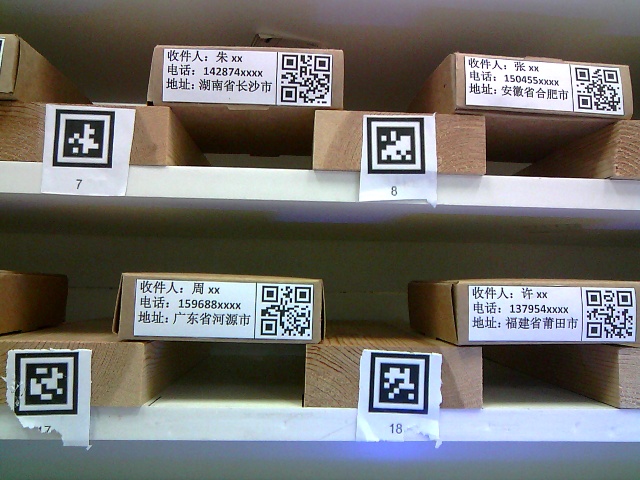 收件人：朱 xx
电话：142874xxxx
地址：湖南省长沙市
收件人：张 xx
电话：150455xxxx
地址：安徽省合肥市
7
8
收件人：周 xx
电话：159688xxxx
地址：广东省河源市
收件人：许 xx
电话：137954xxxx
地址：福建省莆田市
17
18